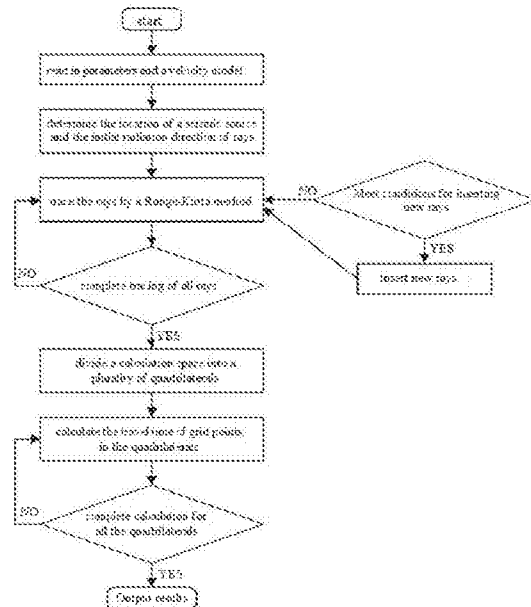 start
read in parameters and a velocity model
determine the location of a seismic source
and the initial radiation direction of rays
trace the rays by a Runge-Kutta method
NO
Meet conditions for inserting
new rays
YES
insert new rays
complete tracing of all rays
NO
YES
divide a calculation space into a
plurality of quadrilaterals
calculate the travel time of grid points
in the quadrilaterals
NO
complete calculation for
all the quadrilaterals
YES
Output results